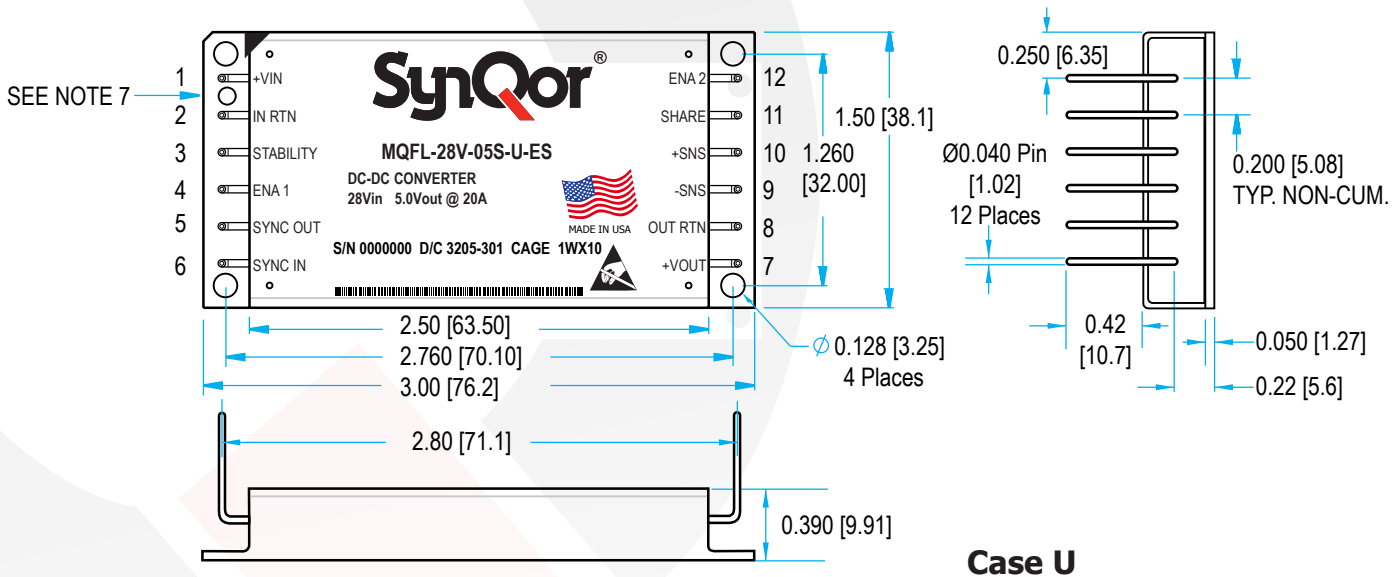 SynQor®
MQFL-28V-05S-U-ES
DC-DC CONVERTER
28Vin 5.0Vout @ 20A
MADE IN USA
S/N 0000000 D/C 3205-301 CAGE 1WX10
SEE NOTE 7
1 +VIN
2 IN RTN
3 STABILITY
4 ENA 1
5 SYNC OUT
6 SYNC IN
ENA 2 12
SHARE 11
+SNS 10
-SNS 9
OUT RTN 8
+VOUT 7
1.50 [38.1]
1.260
[32.00]
2.50 [63.50]
2.760 [70.10]
3.00 [76.2]
Ø 0.128 [3.25]
4 Places
0.250 [6.35]
Ø0.040 Pin
[1.02]
12 Places
0.200 [5.08]
TYP. NON-CUM.
0.42
[10.7]
0.050 [1.27]
0.22 [5.6]
2.80 [71.1]
0.390 [9.91]
Case U